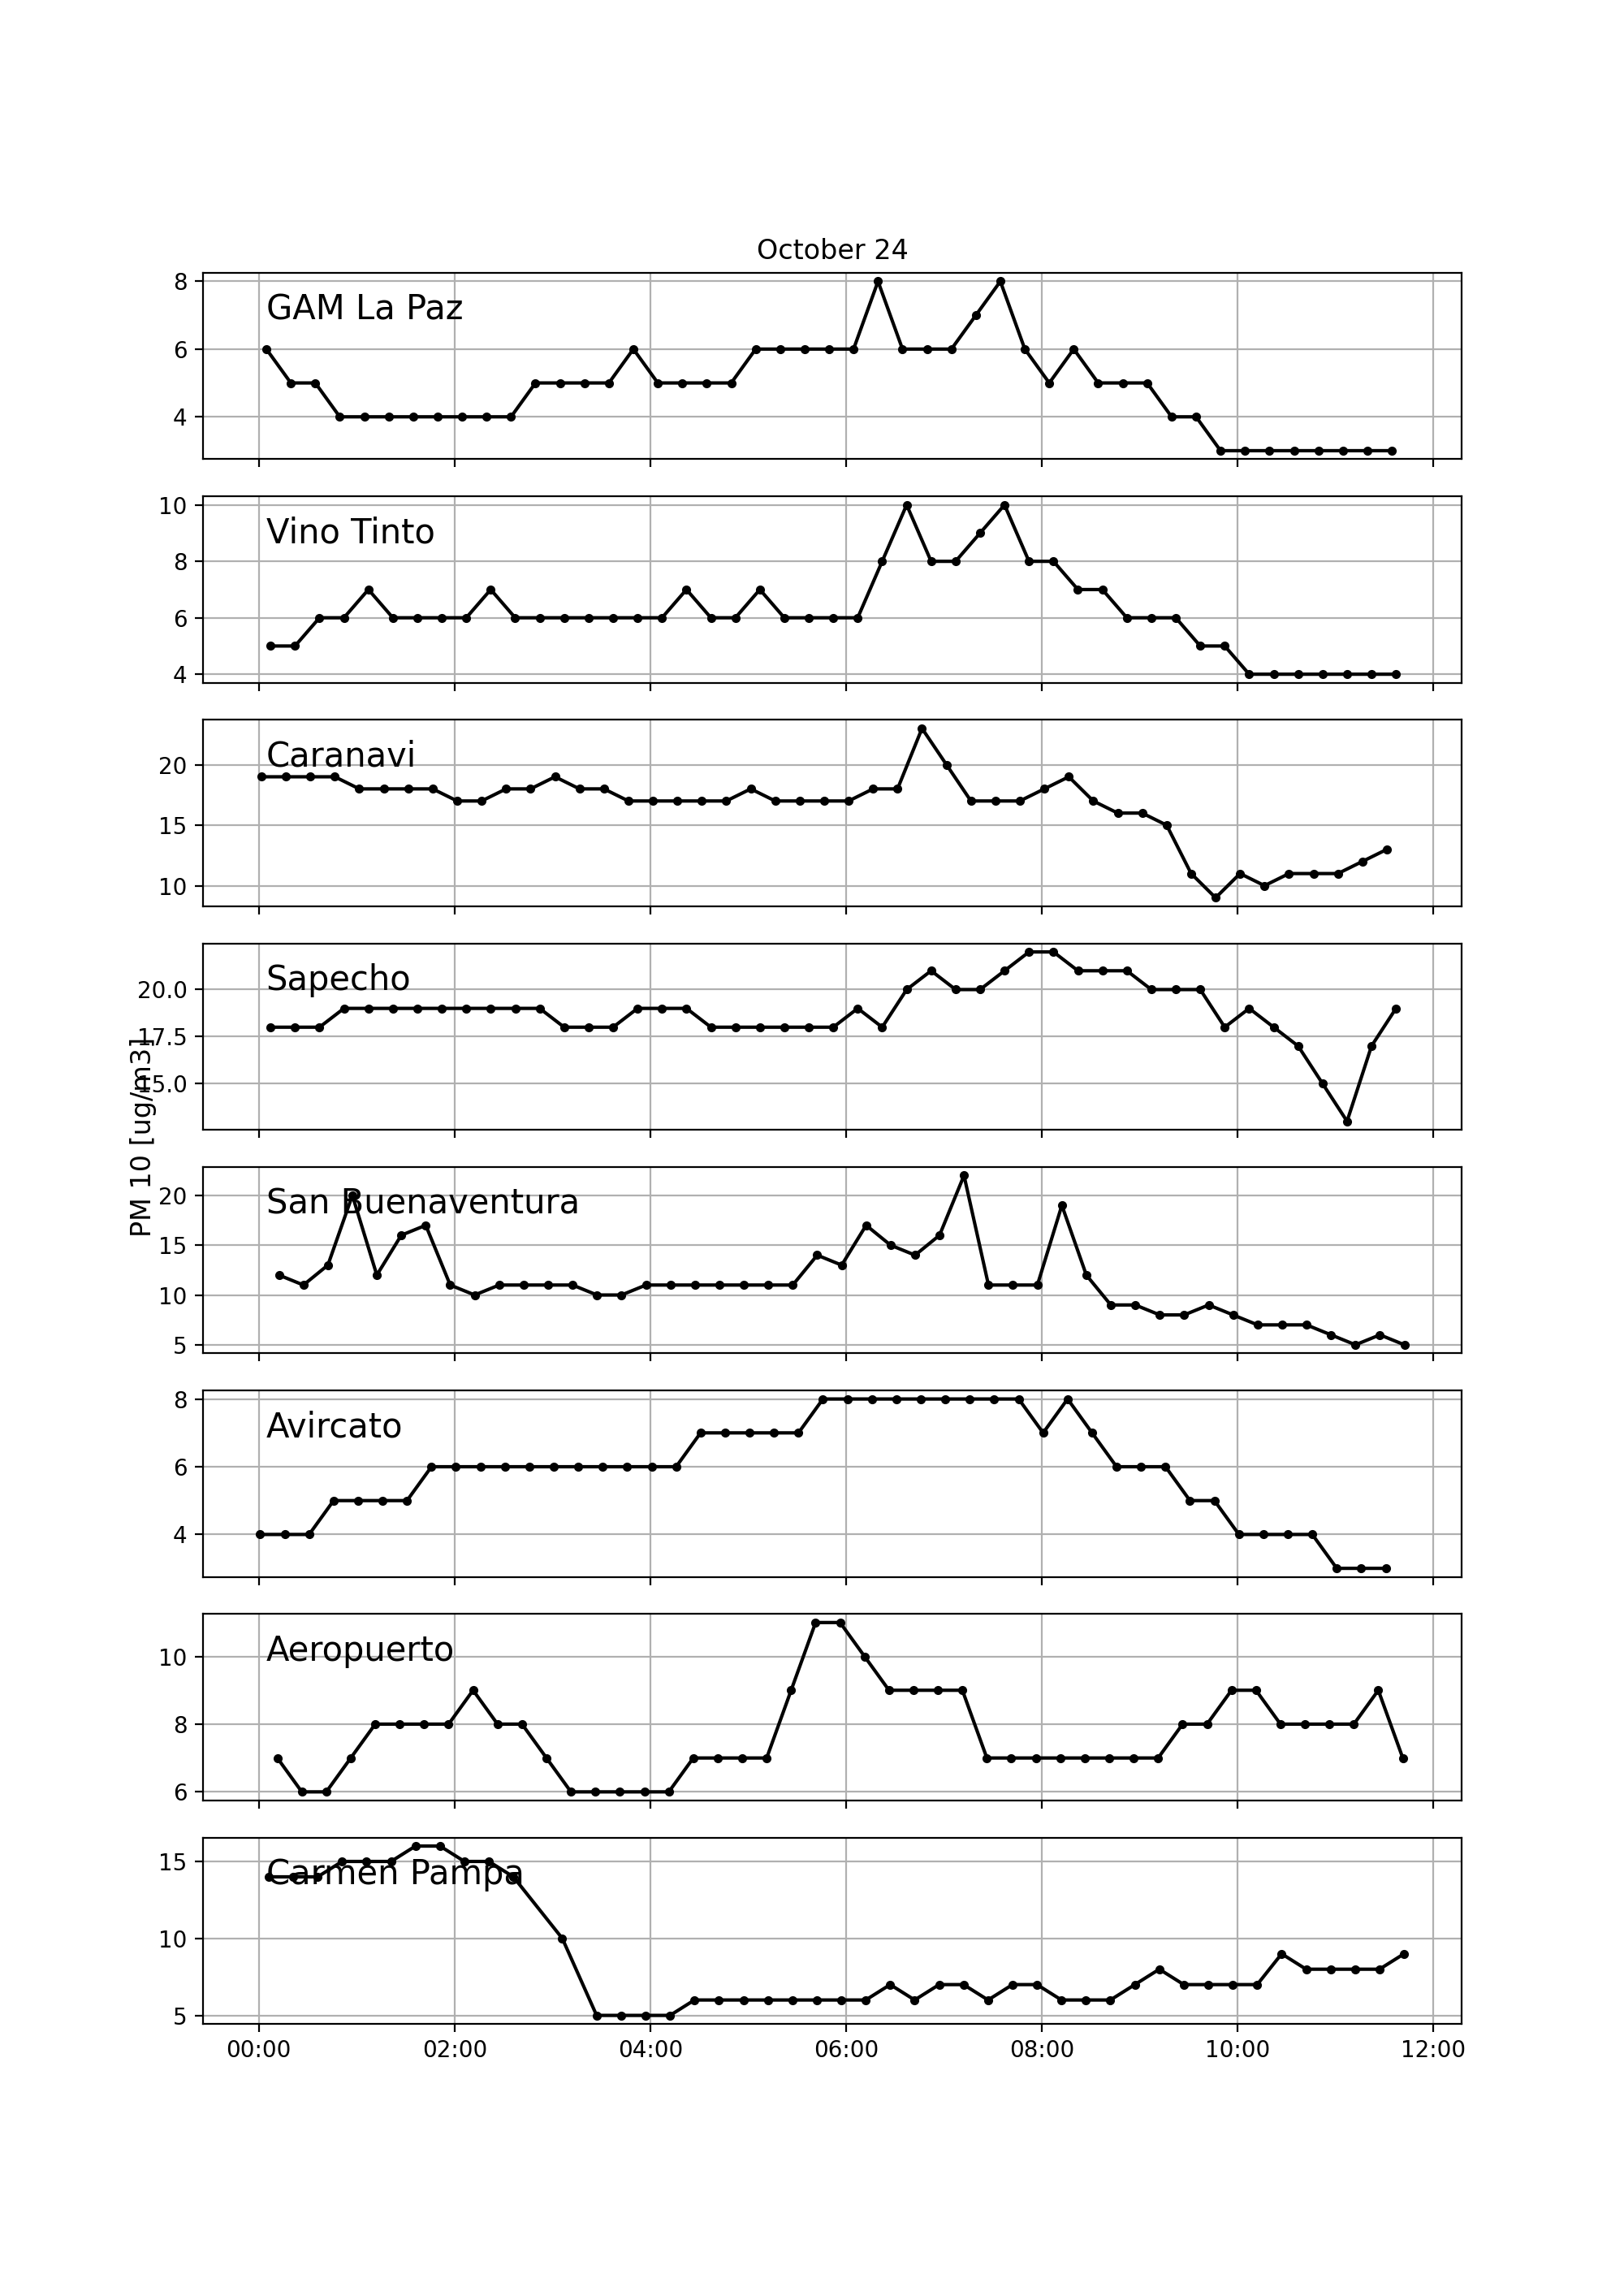 October 24
8
GAM La Paz
6
4
10
Vino Tinto
8
6
4
Caranavi
20
15
10
Sapecho
20.0
17.5
15.0
PM 10 [ug/m3]
San Buenaventura
20
15
10
5
8
Avircato
6
4
Aeropuerto
10
8
6
Carmen Pampa
15
10
5
00:00 02:00 04:00 06:00 08:00 10:00 12:00